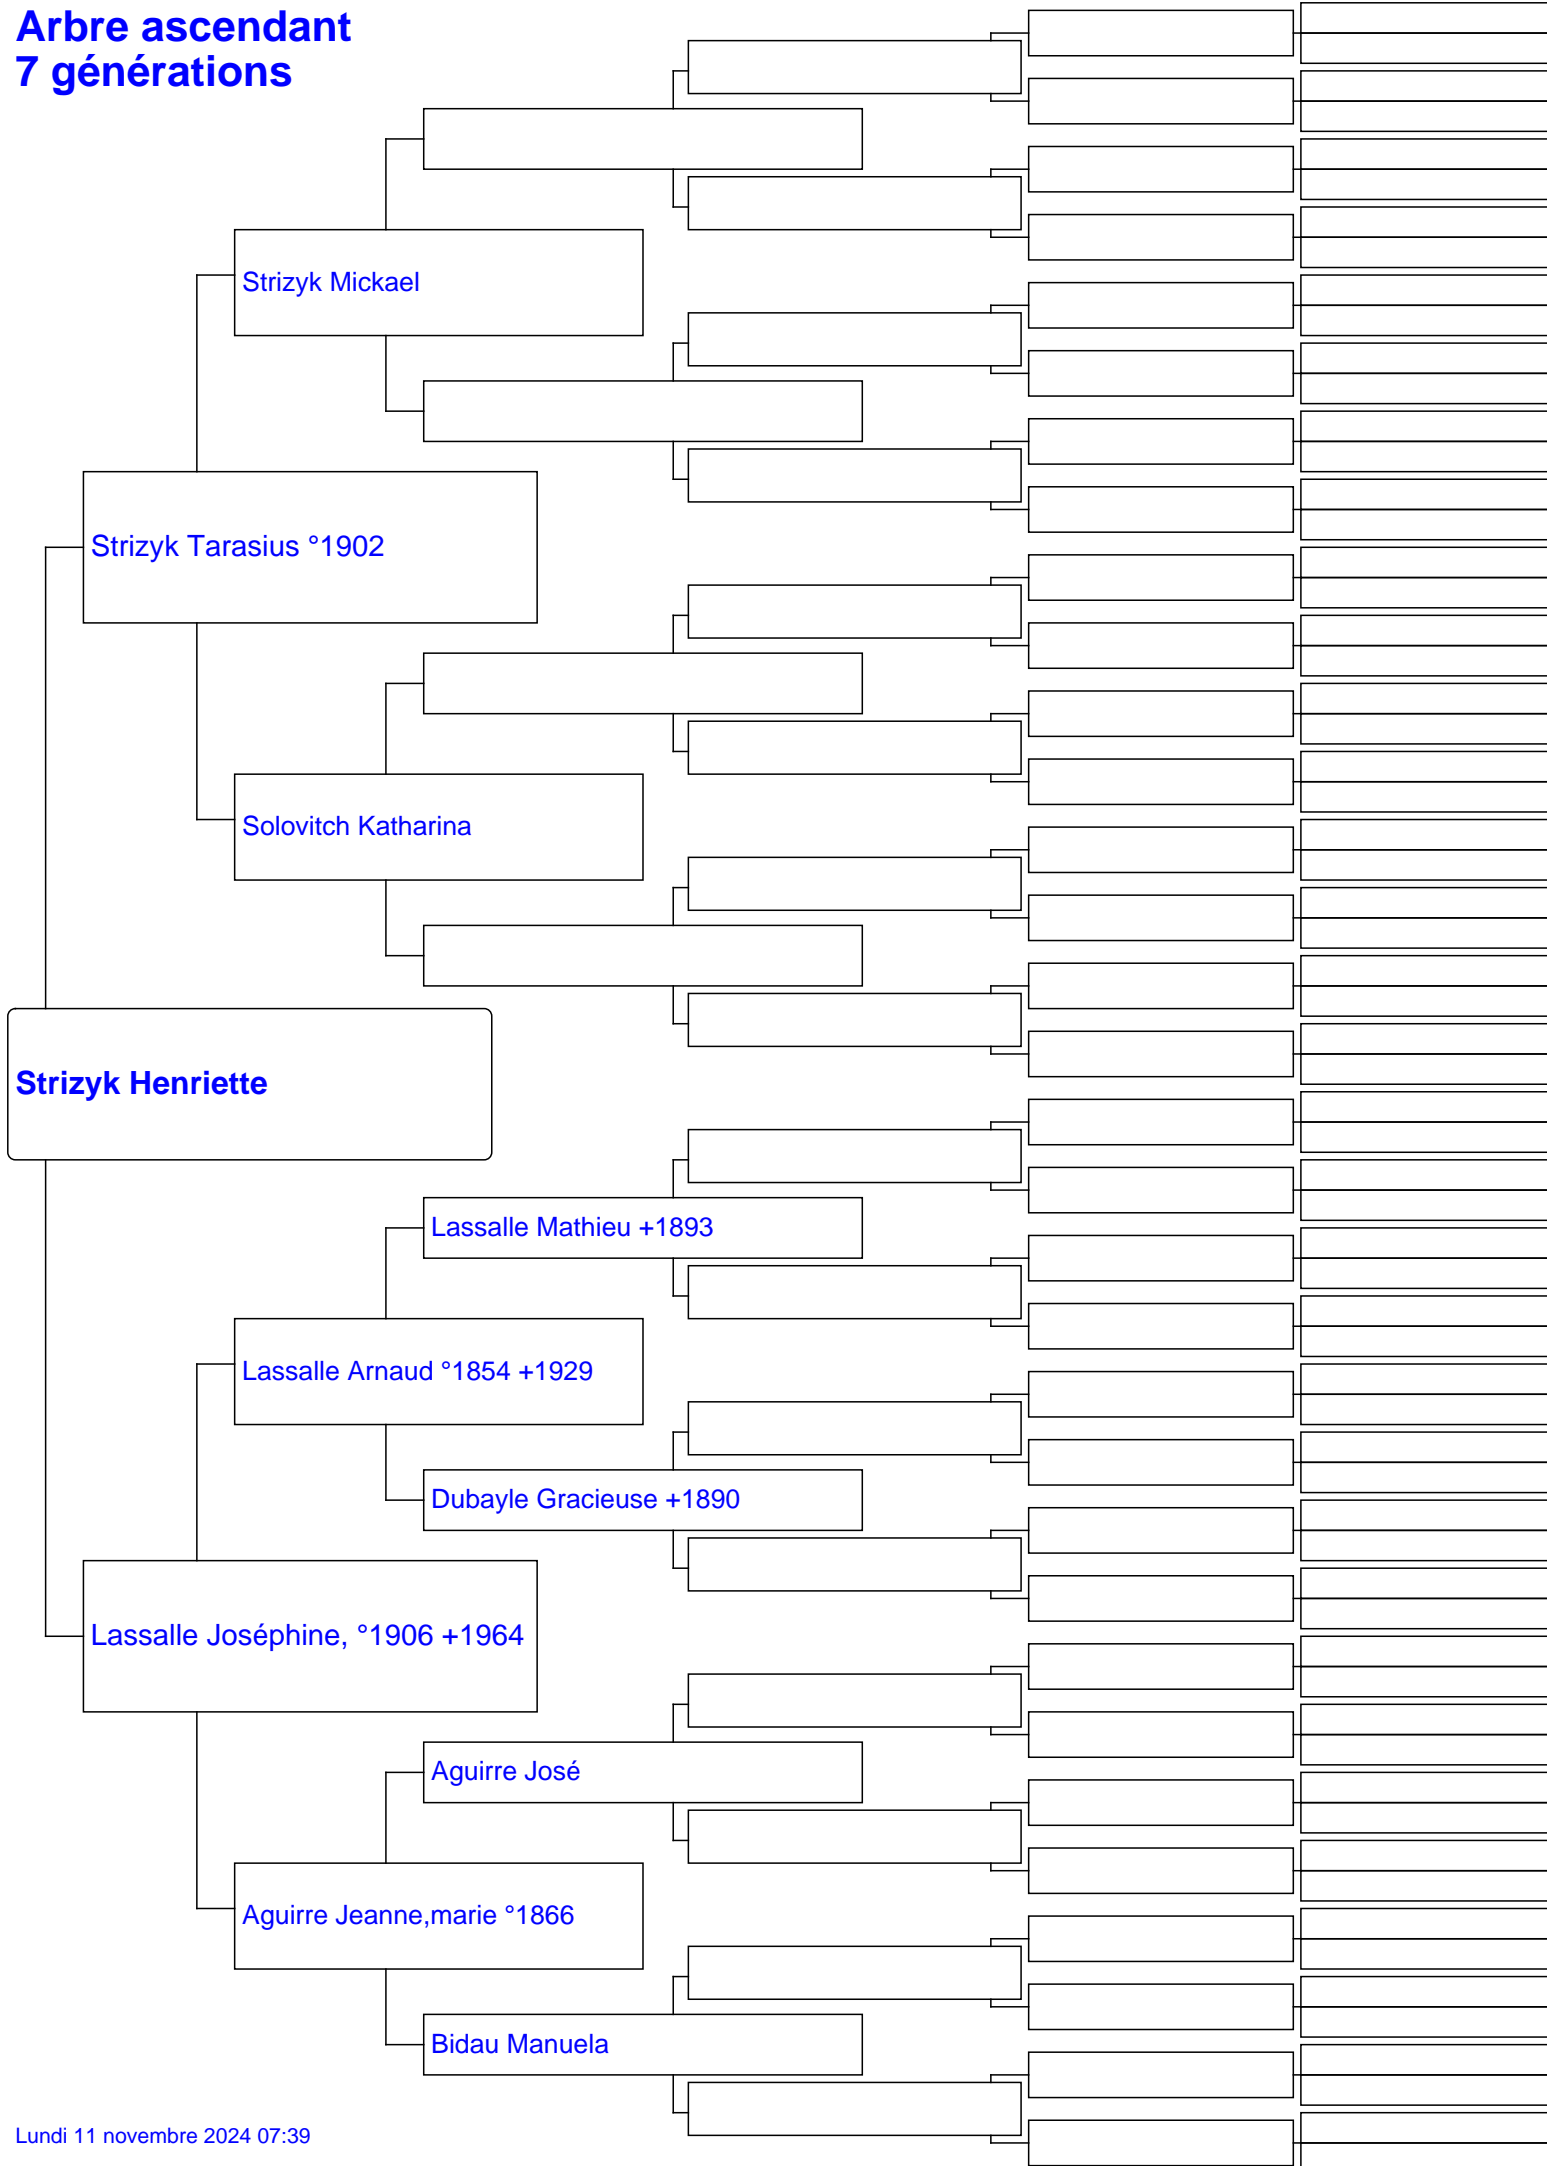 Arbre ascendant
7 générations
Strizyk Mickael
Strizyk Tarasius °1902
Solovitch Katharina
Strizyk Henriette
Lassalle Mathieu +1893
Lassalle Arnaud °1854 +1929
Dubayle Gracieuse +1890
Lassalle Joséphine, °1906 +1964
Aguirre José
Aguirre Jeanne,marie °1866
Bidau Manuela
Lundi 11 novembre 2024 07:39